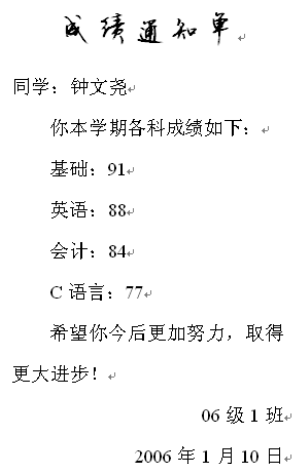 成绩通知单
同学：钟文尧
你本学期各科成绩如下：
基础：91
英语：88
会计：84
C 语言：77
希望你今后更加努力，取得
更大进步！
06 级 1 班
2006 年 1 月 10 日